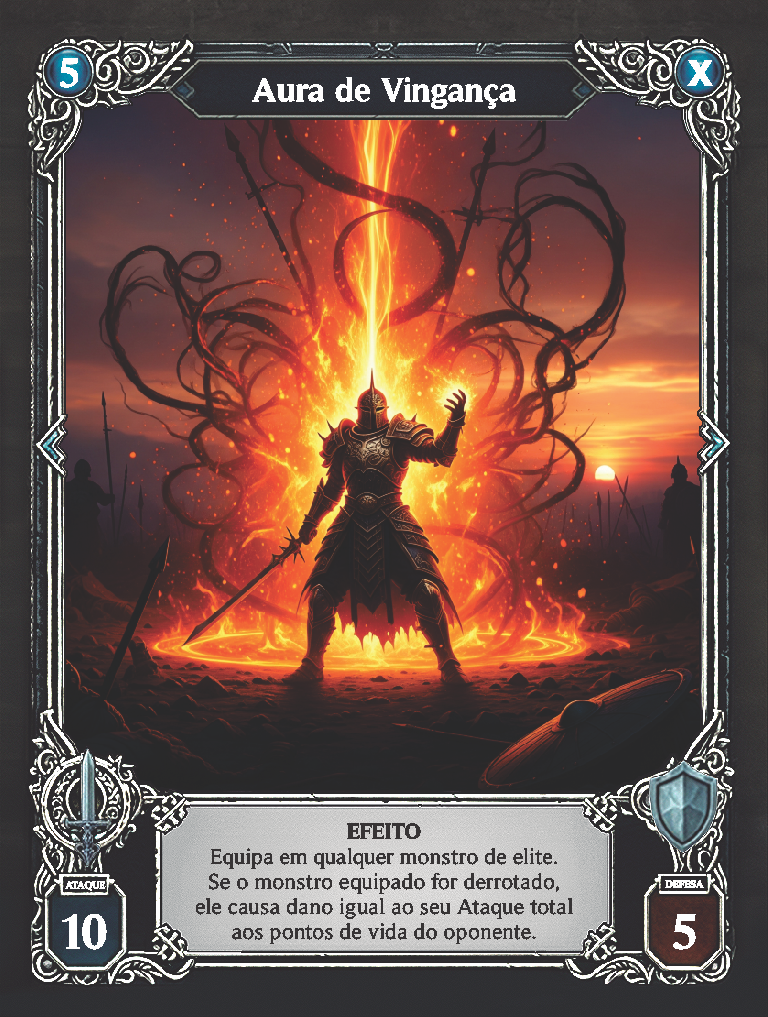 5
Aura de Vingança
X
EFEITO
Equipa em qualquer monstro de elite.
Se o monstro equipado for derrotado,
ele causa dano igual ao seu Ataque total
aos pontos de vida do oponente.
ATAQUE
10
DEFESA
5